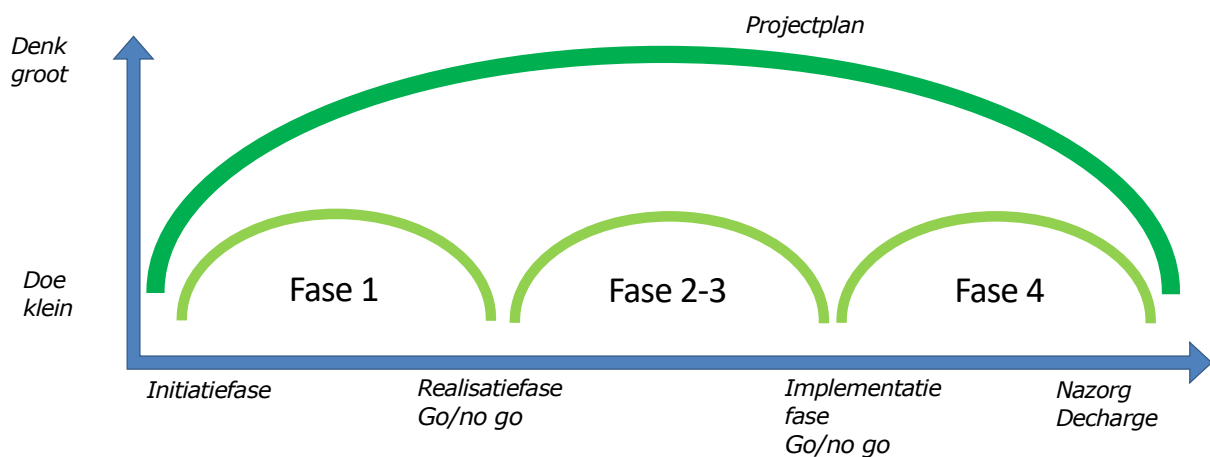 Projectplan
Denk
groot
Doe
klein
Fase 1
Fase 2-3
Fase 4
Initiatiefase
Realisatiefase
Go/no go
Implementatie
fase
Go/no go
Nazorg
Decharge